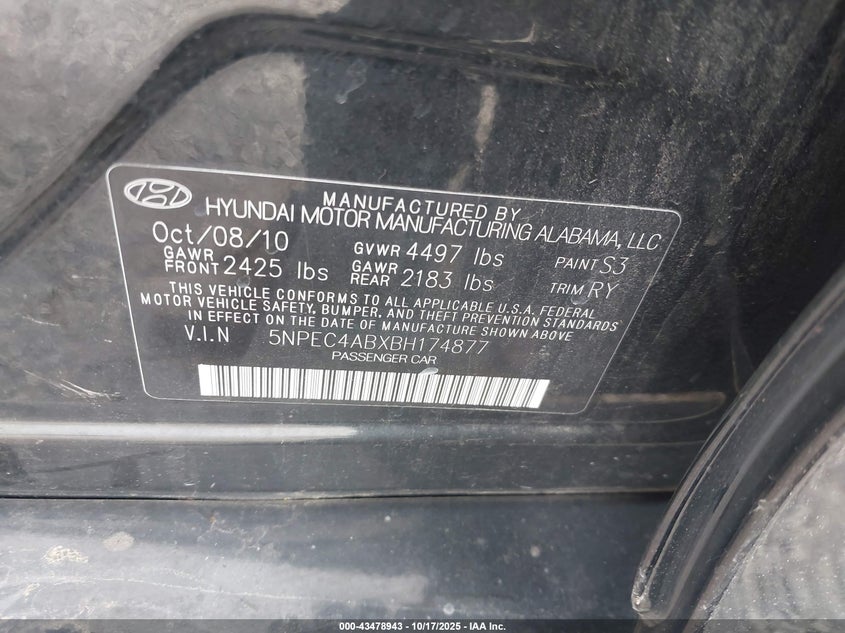 MANUFACTURED BY
HYUNDAI MOTOR MANUFACTURING ALABAMA, LLC
Oct/08/10 GVWR 4497 lbs PAINT S3
GAWR FRONT 2425 lbs GAWR REAR 2183 lbs TRIM RY
THIS VEHICLE CONFORMS TO ALL APPLICABLE U.S.A. FEDERAL
MOTOR VEHICLE SAFETY, BUMPER, AND THEFT PREVENTION STANDARDS
IN EFFECT ON THE DATE OF MANUFACTURE SHOWN ABOVE
V.I.N 5NPEC4ABXBH174877
PASSENGER CAR
000-43478943 | 10/17/2025 | IAA Inc.